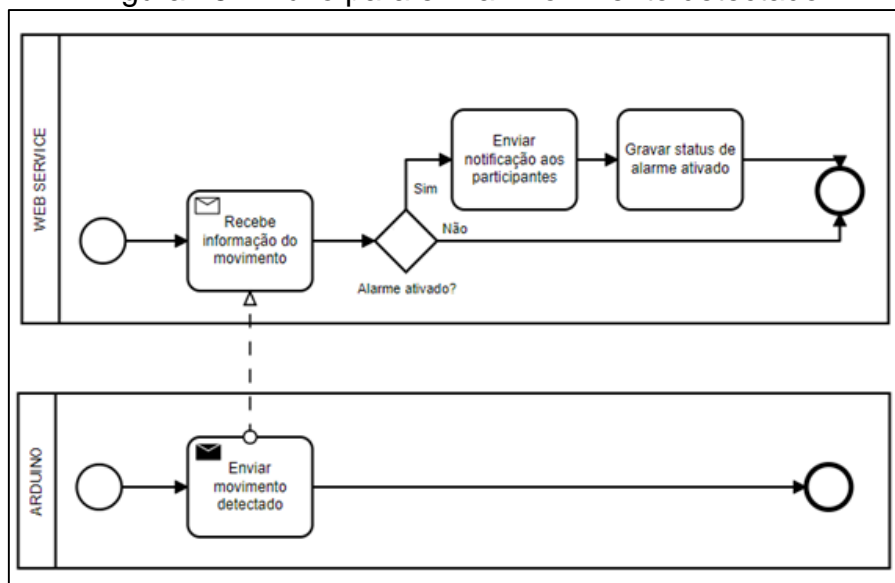 WEB SERVICE
Recebe
informação do
movimento
Alarme ativado?
Sim
Não
Enviar
notificação aos
participantes
Gravar status de
alarme ativado
ARDUINO
Enviar
movimento
detectado